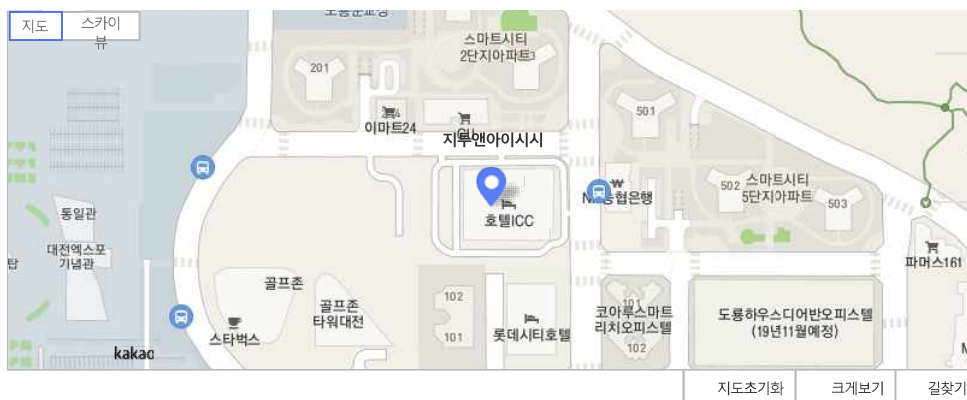 지도
스카이
뷰
스마트시티
2단지아파트
201
이마트24
CU
지투앤아이시시
501
호텔ICC
NH농협은행
502
스마트시티
5단지아파트
503
통일관
대전엑스포
기념관
탑
파머스161
골프존
골프존
타워대전
스타벅스
102
101
롯데시티호텔
101
코아루스마트
리치오피스텔
102
도룡하우스디어반오피스텔
(19년11월예정)
kakao
지도초기화
크게보기
길찾기